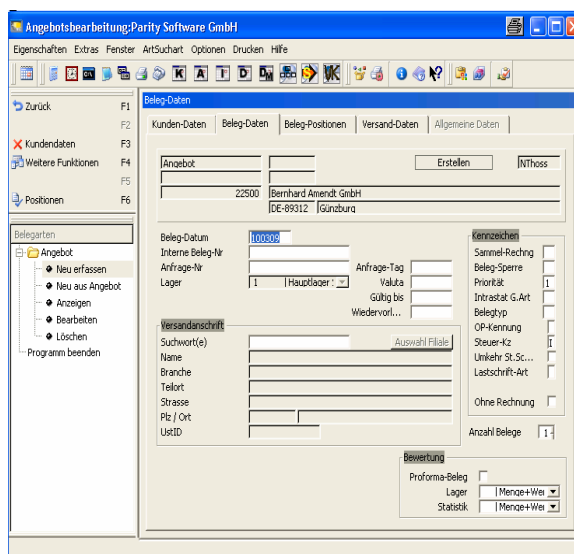 Angebotsbearbeitung:Parity Software GmbH
Eigenschaften Extras Fenster ArtSuchart Optionen Drucken Hilfe
Zurück F1
F2
Kundendaten F3
Weitere Funktionen F4
F5
Positionen F6
Belegarten
Angebot
Neu erfassen
Neu aus Angebot
Anzeigen
Bearbeiten
Löschen
Programm beenden
Beleg-Daten
Kunden-Daten Beleg-Daten Beleg-Positionen Versand-Daten Allgemeine Daten
Angebot Erstellen NThoss
22500 Bernhard Amendt GmbH
DE-89312 Günzburg
Beleg-Datum 100309
Interne Beleg-Nr
Anfrage-Nr Anfrage-Tag
Lager 1 Hauptlager : Valuta
Gültig bis
Wiedervorl...
Versandanschrift
Suchwort(e) Auswahl Filiale
Name
Branche
Teilort
Strasse
Plz / Ort
UstID
Kennzeichen
Sammel-Rechng
Beleg-Sperre
Priorität 1
Intrastat G.Art
Belegtyp
OP-Kennung
Steuer-Kz I
Umkehr St.Sc...
Lastschrift-Art
Ohne Rechnung
Anzahl Belege 1
Bewertung
Proforma-Beleg
Lager Menge+Wei
Statistik Menge+Wei